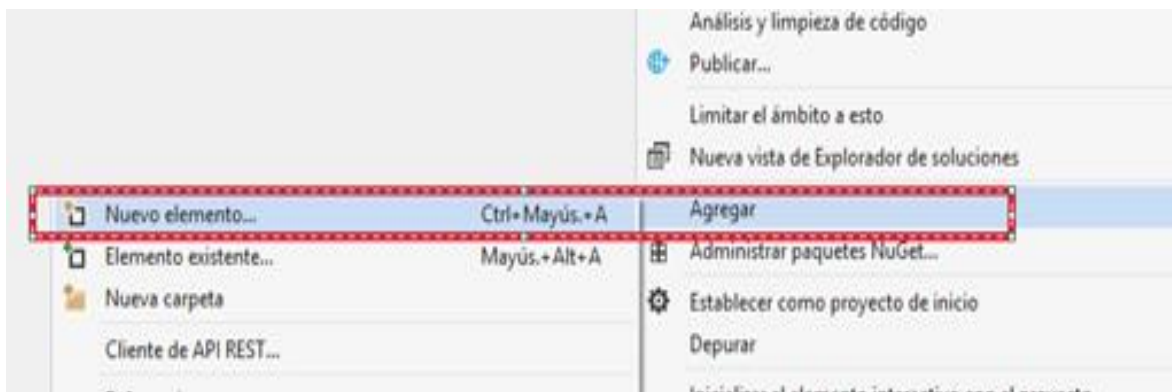 Análisis y limpieza de código
Publicar...
Limitar el ámbito a esto
Nueva vista de Explorador de soluciones
Nuevo elemento... Ctrl+Mayús.+A
Agregar
Elemento existente... Mayús.+Alt+A
Administrar paquetes NuGet...
Nueva carpeta
Establecer como proyecto de inicio
Cliente de API REST...
Depurar